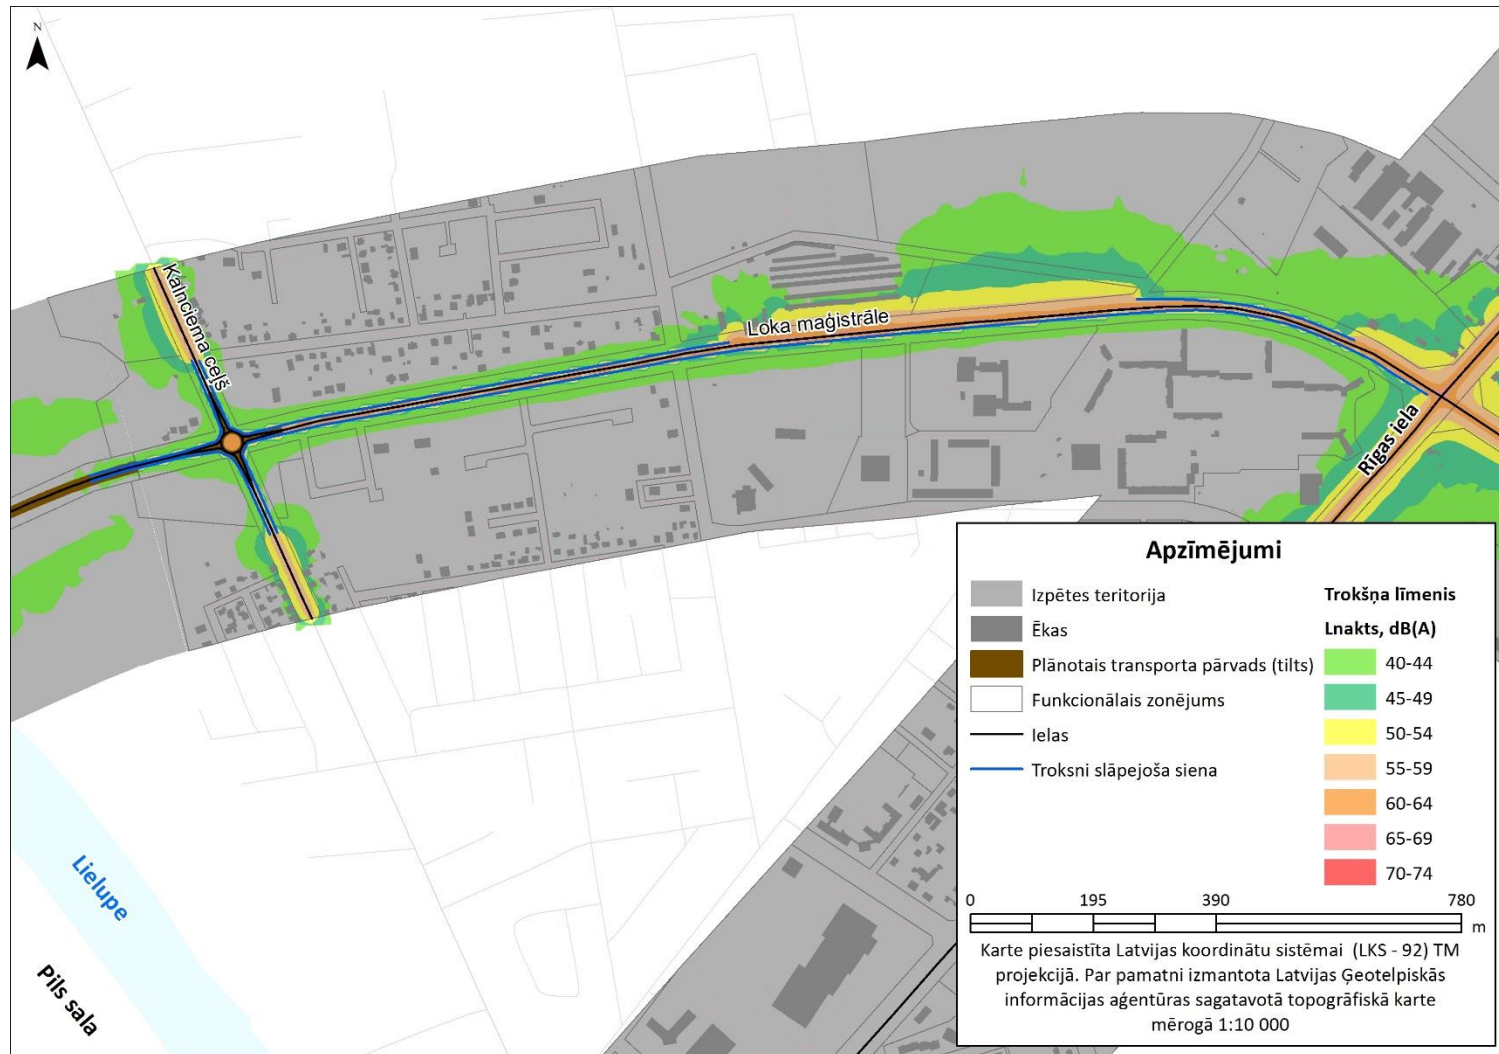 N
Kalnciema ceļš
Loka maģistrāle
Rīgas iela
Lielupe
Pils sala
Apzīmējumi
Izpētes teritorija
Ēkas
Plānotais transporta pārvads (tilts)
Funkcionālais zonējums
Ielas
Troksni slāpejoša siena
Trokšņa līmenis
Lnakts, dB(A)
40-44
45-49
50-54
55-59
60-64
65-69
70-74
0 195 390 780
m
Karte piesaistīta Latvijas koordinātu sistēmai (LKS - 92) TM
projekcijā. Par pamatni izmantota Latvijas Ģeotelpiskās
informācijas aģentūras sagatavotā topogrāfiskā karte
mērogā 1:10 000